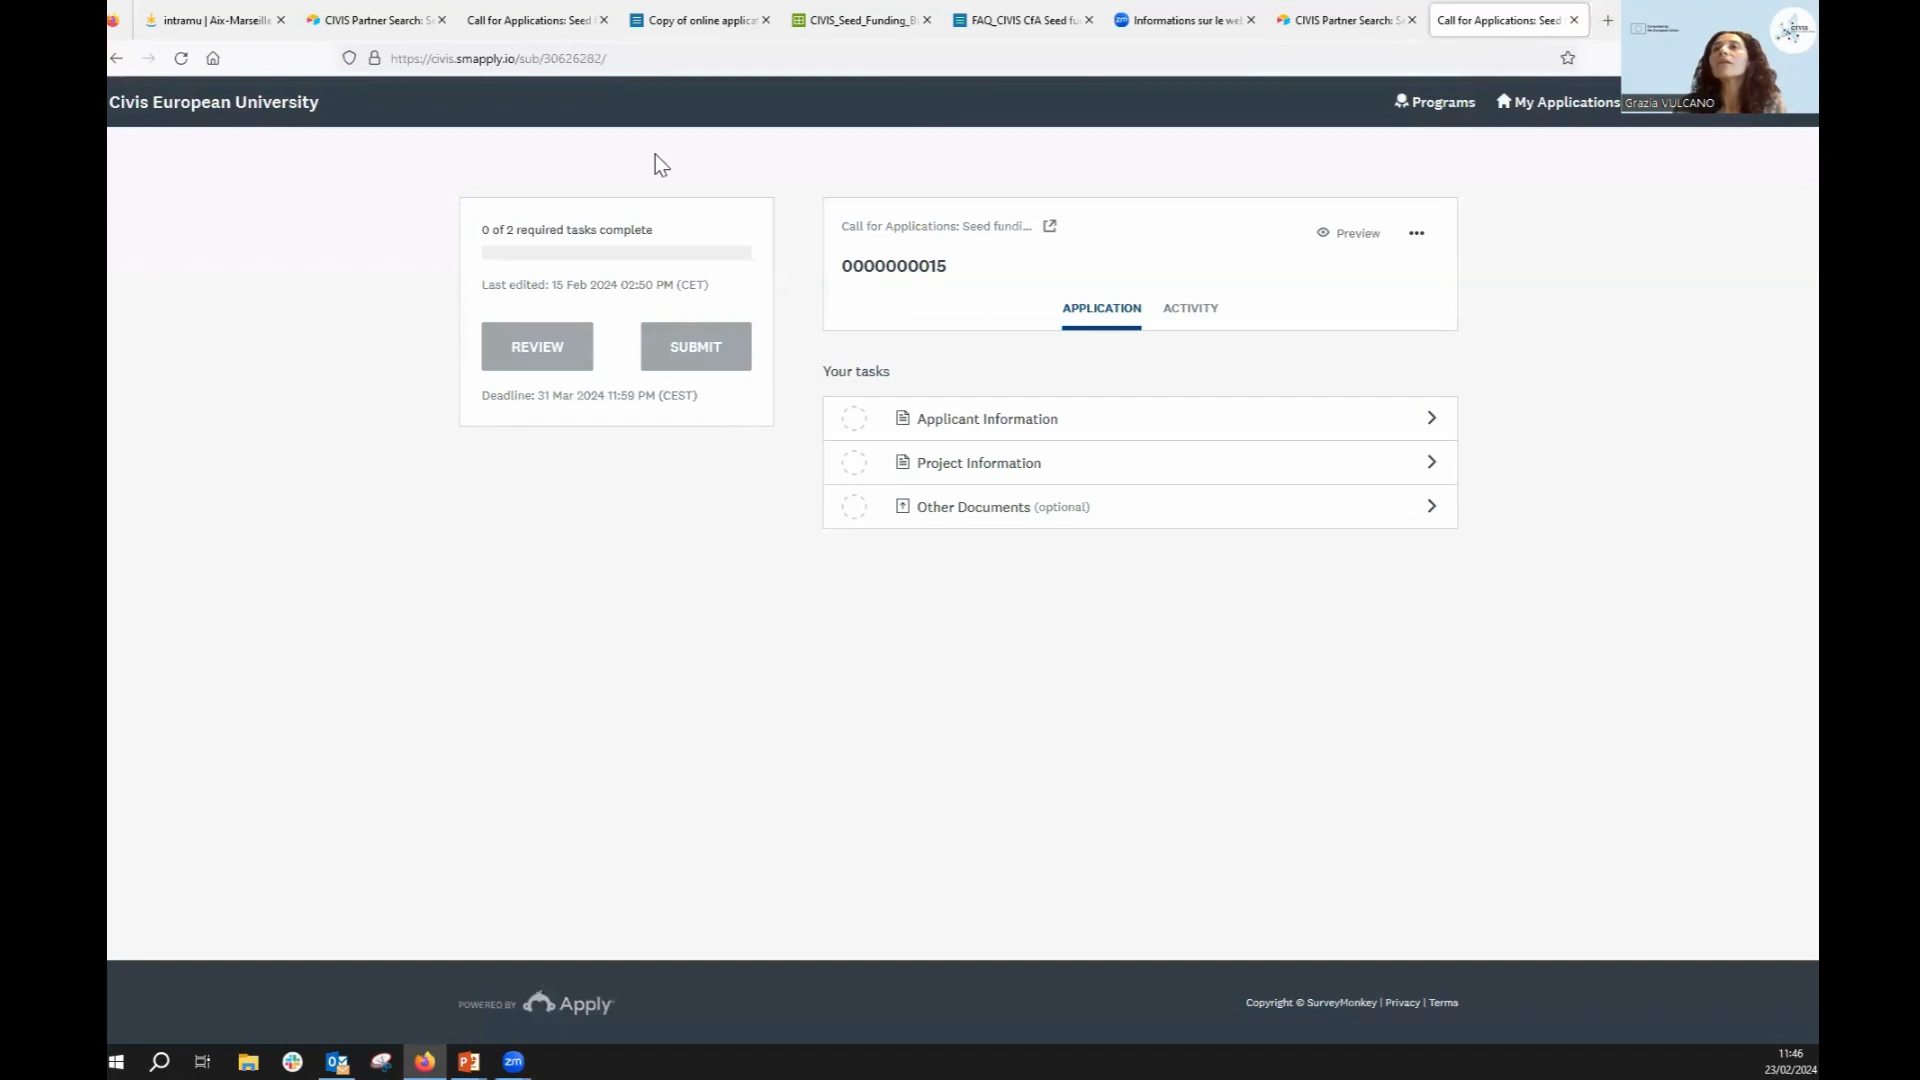 intramu | Aix-Marseille
CIVIS Partner Search: S
Call for Applications: Seed
Copy of online applicat
CIVIS_Seed_Funding_B
FAQ_CIVIS CfA Seed fu
Informations sur le web
CIVIS Partner Search: S
Call for Applications: Seed
https://civis.smapply.io/sub/30626282/
CIVIS
Grazia VULCANO
Civis European University
Programs
My Applications
0 of 2 required tasks complete
Last edited: 15 Feb 2024 02:50 PM (CET)
REVIEW
SUBMIT
Deadline: 31 Mar 2024 11:59 PM (CEST)
Call for Applications: Seed fundi...
Preview
0000000015
APPLICATION
ACTIVITY
Your tasks
Applicant Information
Project Information
Other Documents (optional)
POWERED BY Apply
Copyright © SurveyMonkey | Privacy | Terms
zm
11:46
23/02/2024